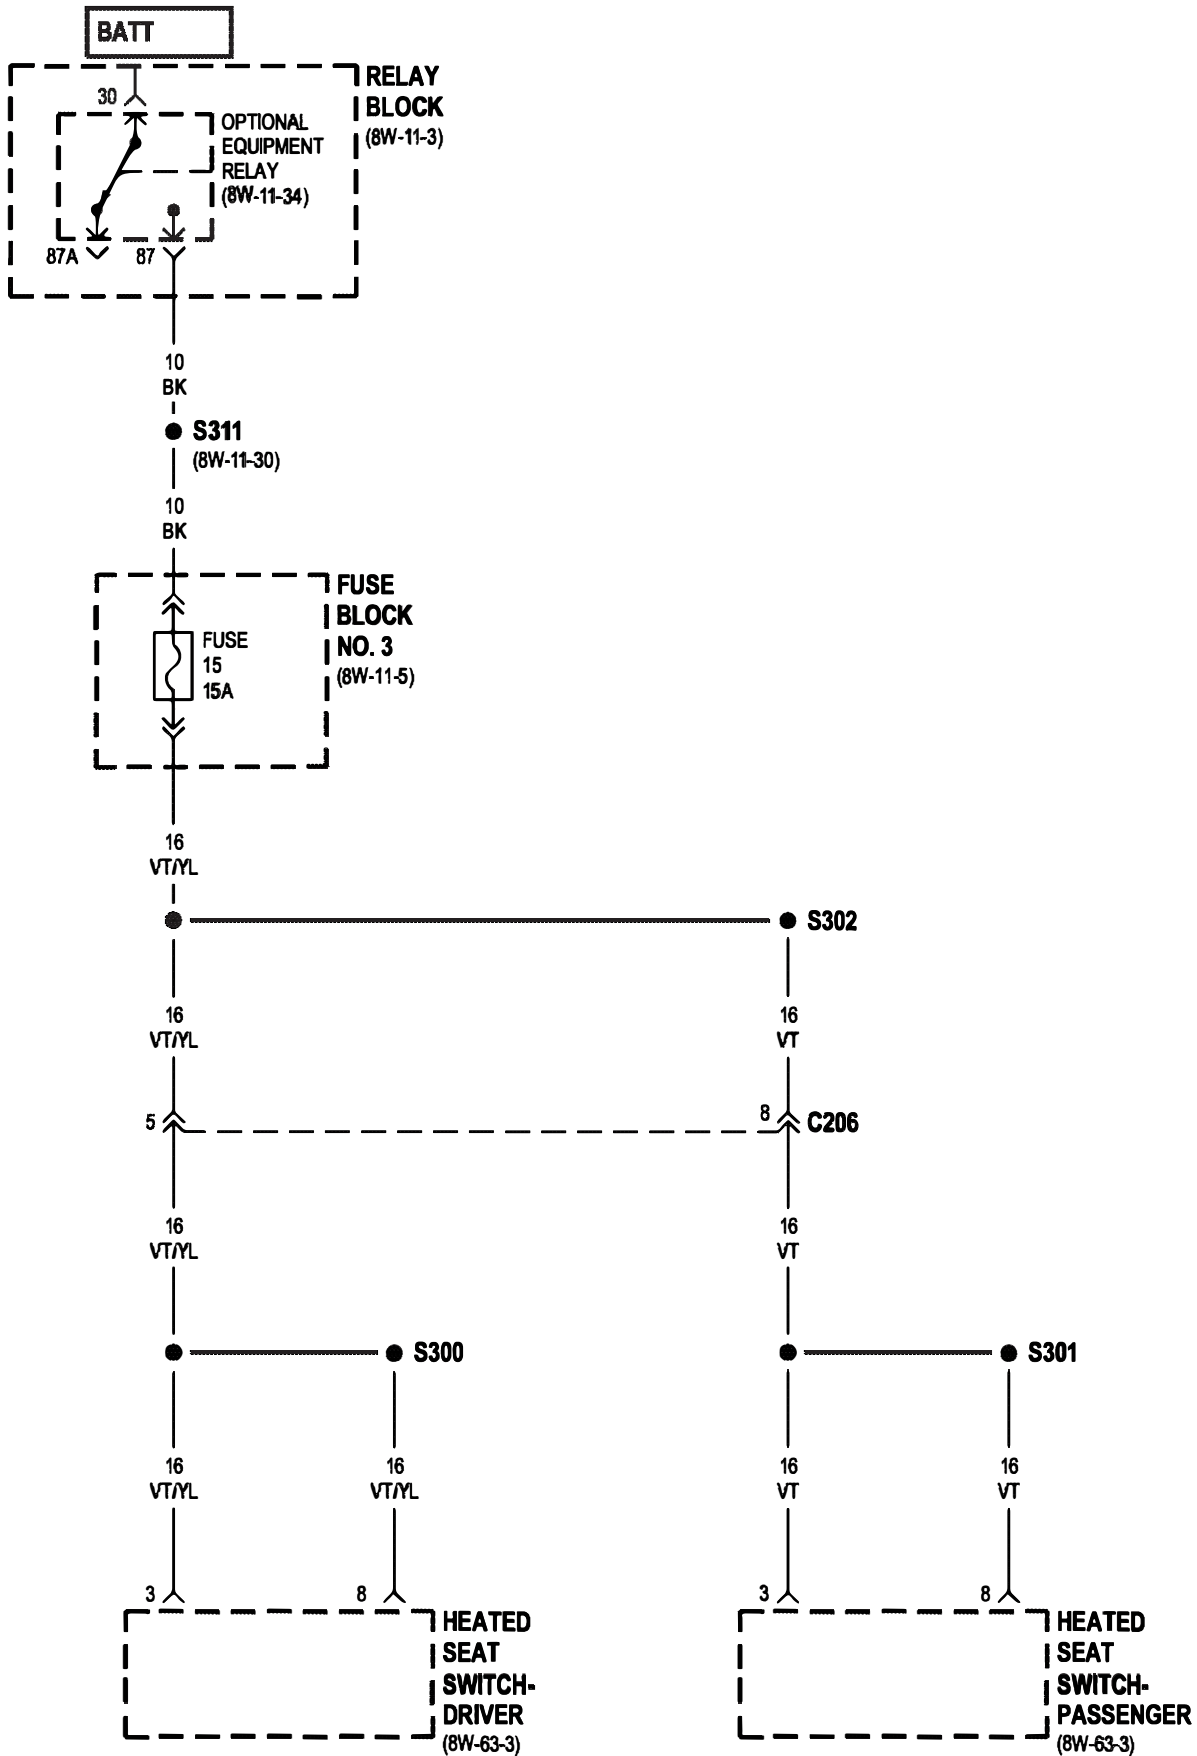 BATT
RELAY
BLOCK
(8W-11-3)
30
OPTIONAL
EQUIPMENT
RELAY
(8W-11-34)
87A
87
10
BK
S311
(8W-11-30)
10
BK
FUSE
BLOCK
NO. 3
(8W-11-5)
FUSE
15
15A
16
VT/YL
S302
16
VT/YL
16
VT
5
8
C206
16
VT/YL
16
VT
S300
S301
16
VT/YL
16
VT/YL
16
VT
16
VT
3
8
3
8
HEATED
SEAT
SWITCH-
DRIVER
(8W-63-3)
HEATED
SEAT
SWITCH-
PASSENGER
(8W-63-3)